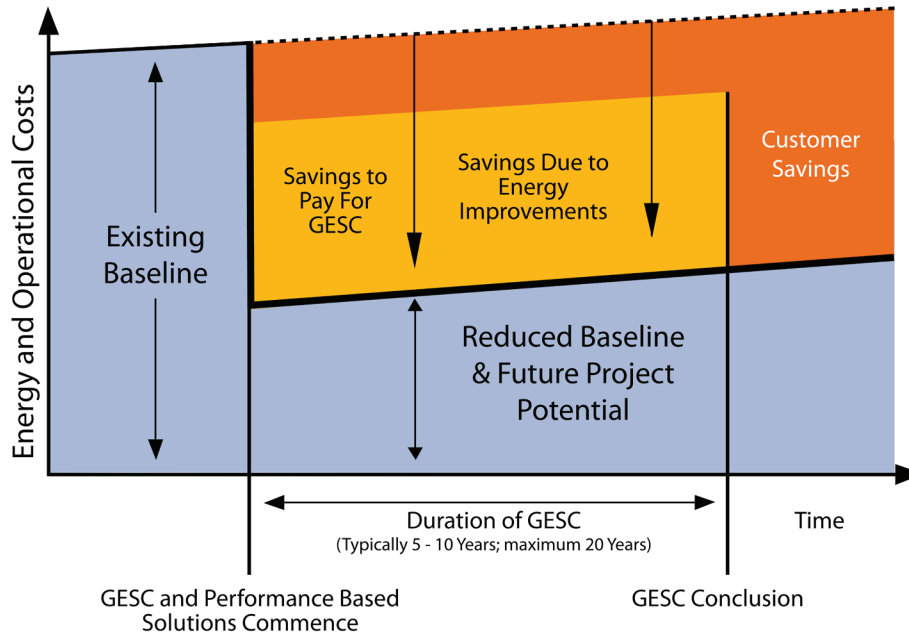 Energy and Operational Costs
Existing
Baseline
Savings to
Pay For
GESC
Savings Due to
Energy
Improvements
Customer
Savings
Reduced Baseline
& Future Project
Potential
Duration of GESC
(Typically 5 - 10 Years; maximum 20 Years)
Time
GESC and Performance Based
Solutions Commence
GESC Conclusion